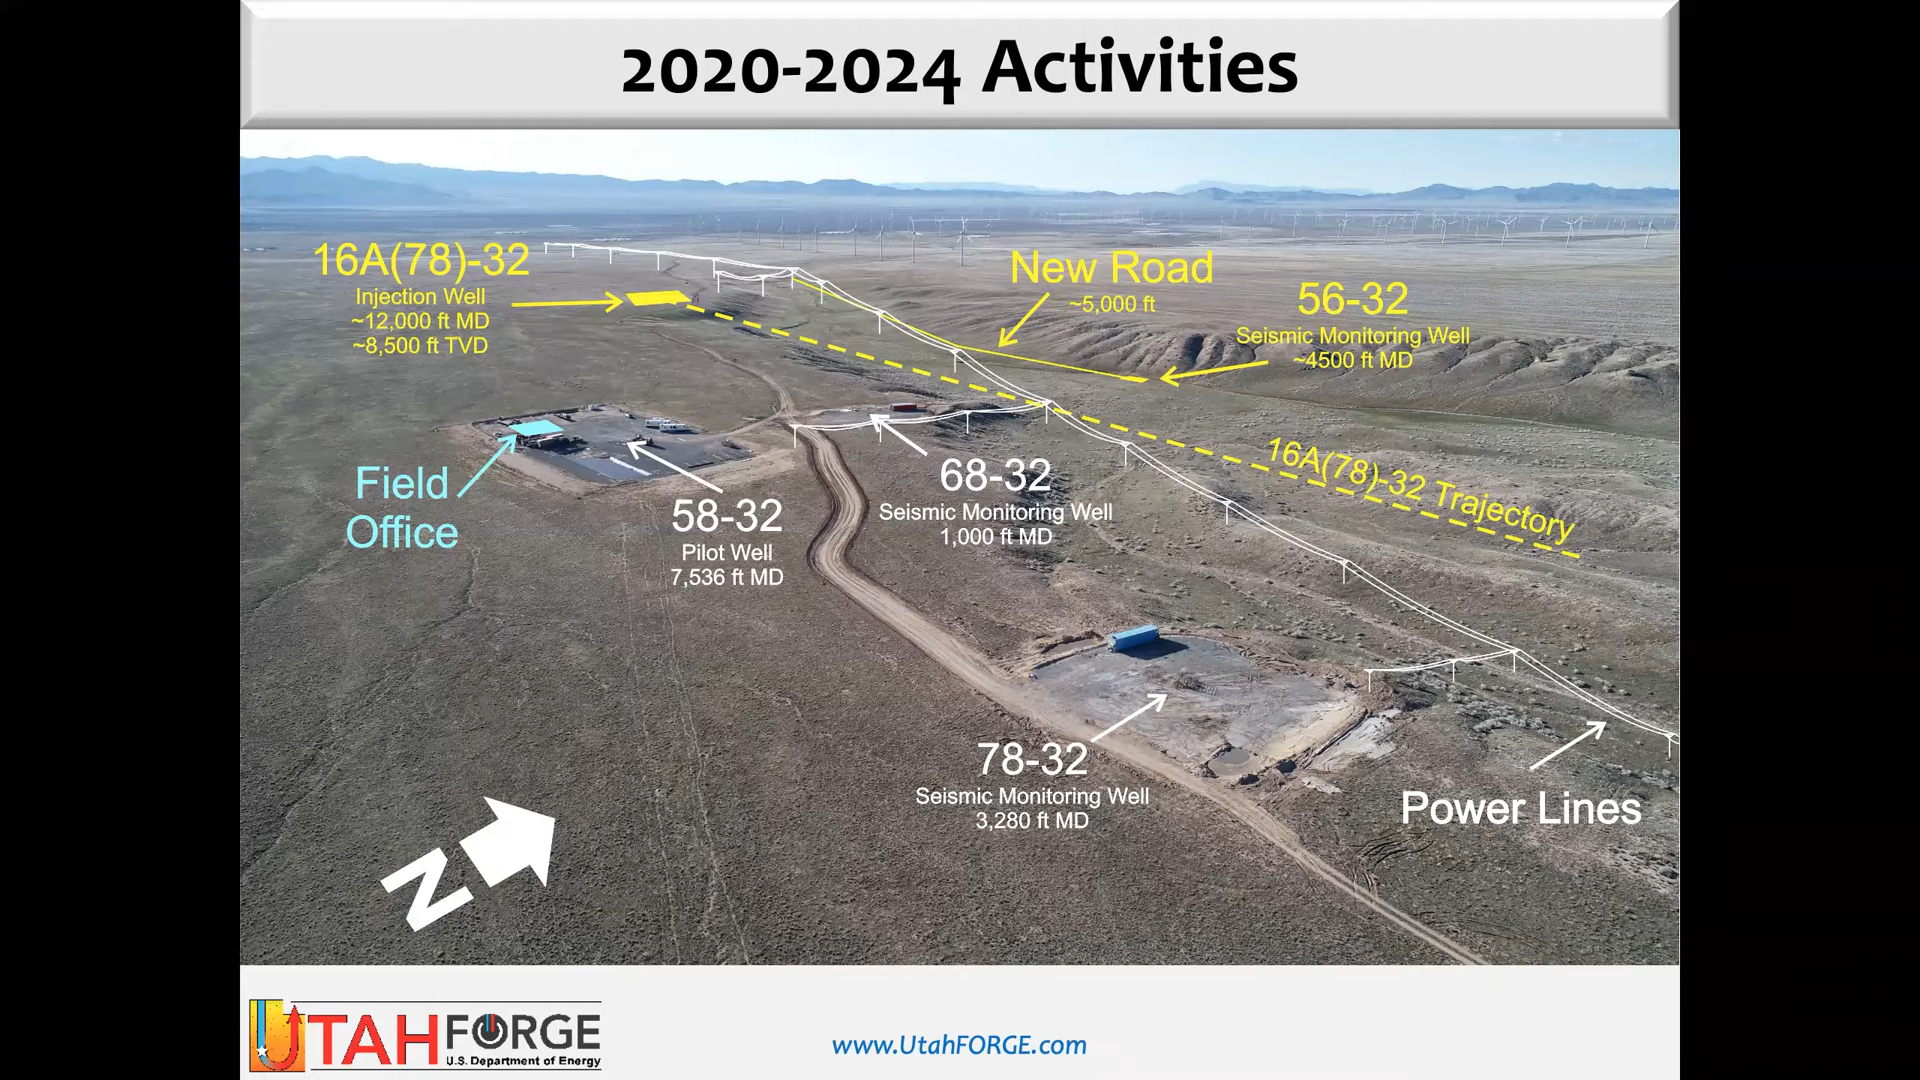 2020-2024 Activities
16A(78)-32
Injection Well
~12,000 ft MD
~8,500 ft TVD
New Road
~5,000 ft
56-32
Seismic Monitoring Well
~4500 ft MD
16A(78)-32 Trajectory
Field
Office
58-32
Pilot Well
7,536 ft MD
68-32
Seismic Monitoring Well
1,000 ft MD
78-32
Seismic Monitoring Well
3,280 ft MD
Power Lines
N
UTAH FORGE
U.S. Department of Energy
www.UtahFORGE.com